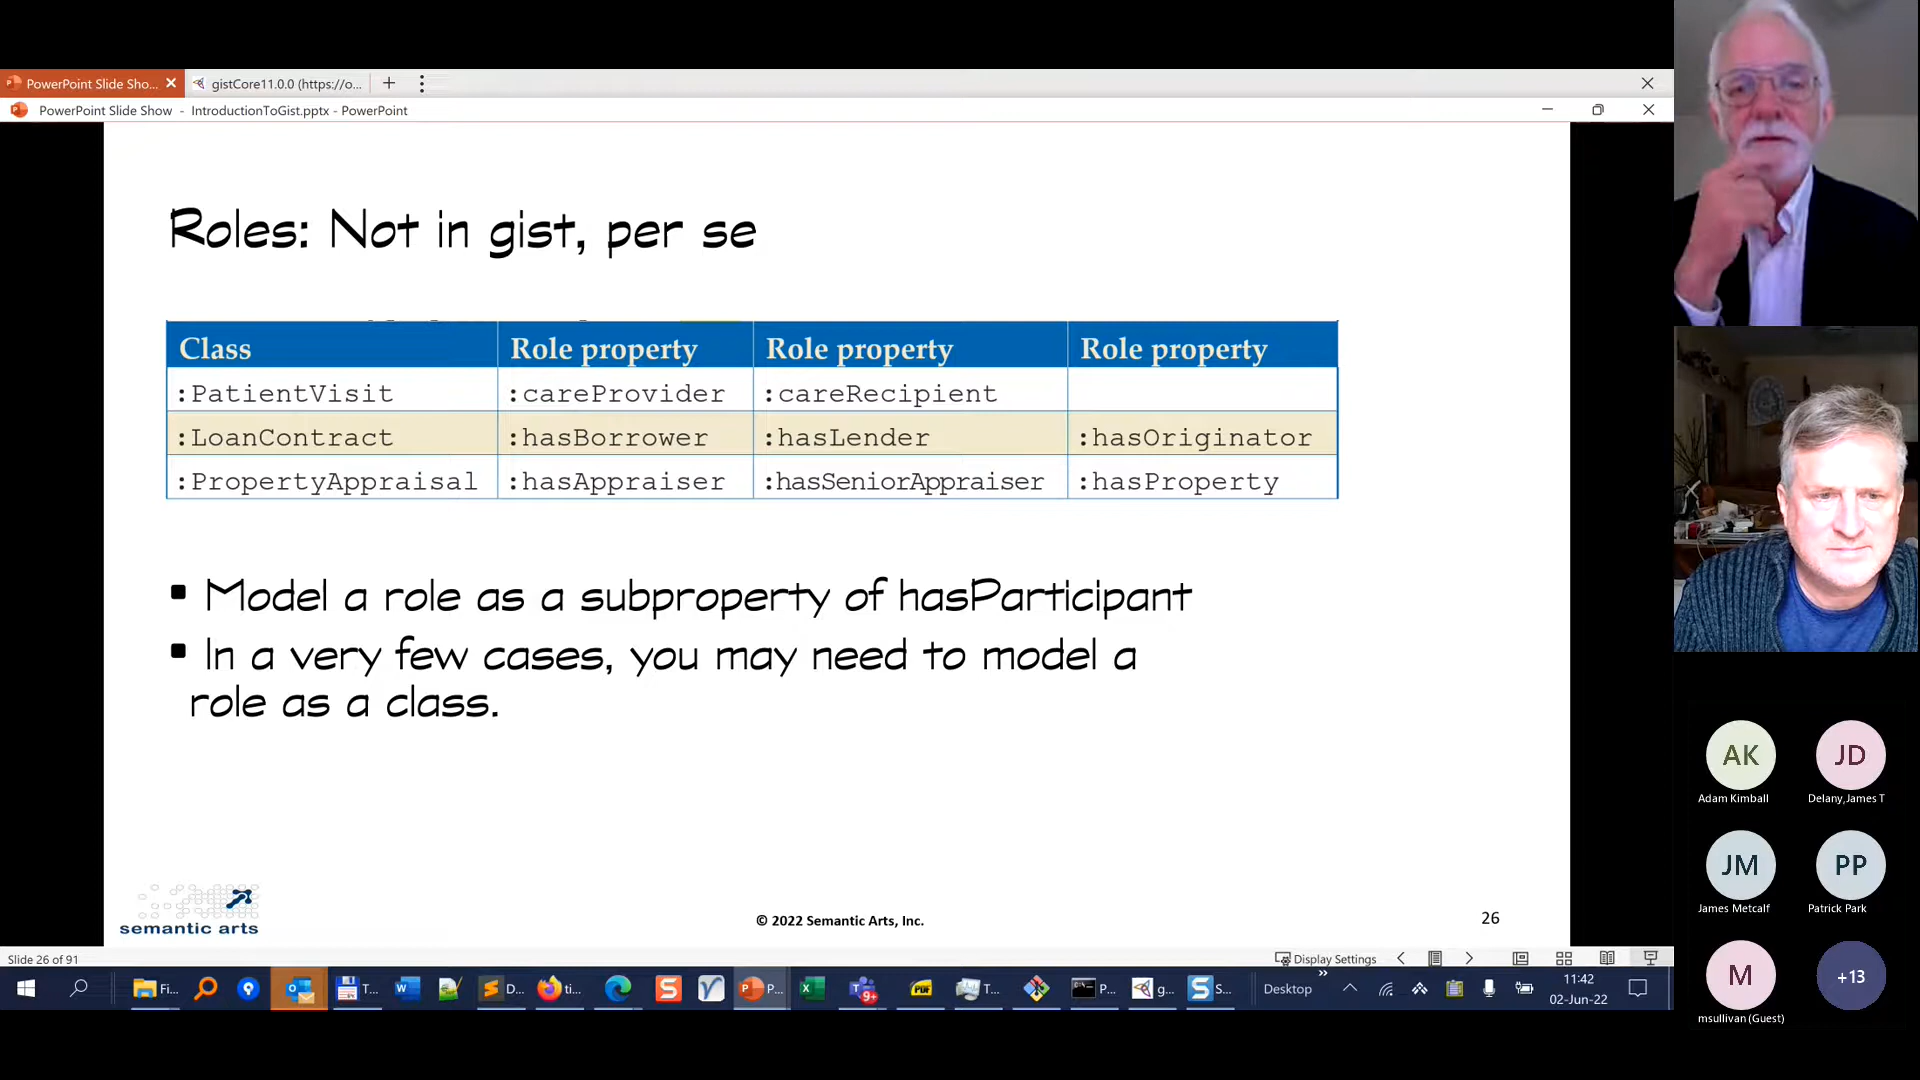 PowerPoint Slide Sho...
gistCore11.0.0 (https://o...
PowerPoint Slide Show - IntroductionToGist.pptx - PowerPoint
Roles: Not in gist, per se
Class Role property Role property Role property
:PatientVisit :careProvider :careRecipient
:LoanContract :hasBorrower :hasLender :hasOriginator
:PropertyAppraisal :hasAppraiser :hasSeniorAppraiser :hasProperty
▪ Model a role as a subproperty of hasParticipant
▪ In a very few cases, you may need to model a
role as a class.
semantic arts
© 2022 Semantic Arts, Inc.
26
Slide 26 of 91
Display Settings
Fi...
T...
D...
ti...
P...
T...
P...
g...
S...
Desktop
11:42
02-Jun-22
AK
Adam Kimball
JD
Delany,James T
JM
James Metcalf
PP
Patrick Park
M
msullivan (Guest)
+13